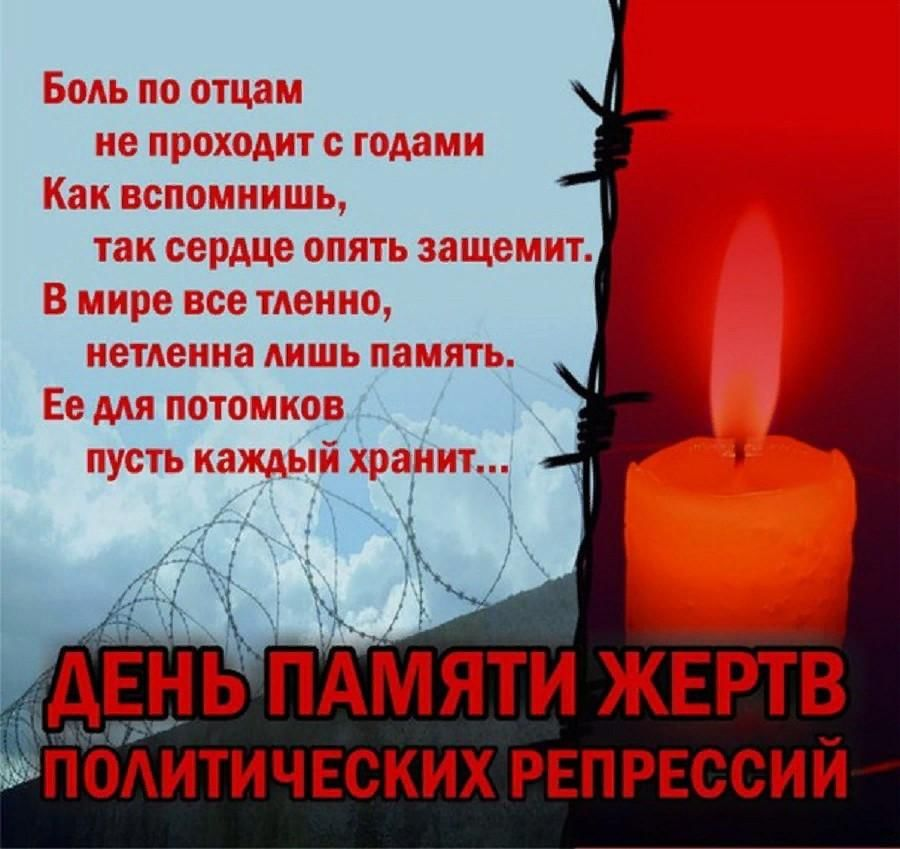 Боль по отцам
не проходит с годами
Как вспомнишь,
так сердце опять защемит.
В мире все тленно,
нетленна лишь память.
Ее для потомков
пусть каждый хранит...
ДЕНЬ ПАМЯТИ ЖЕРТВ
ПОЛИТИЧЕСКИХ РЕПРЕССИЙ